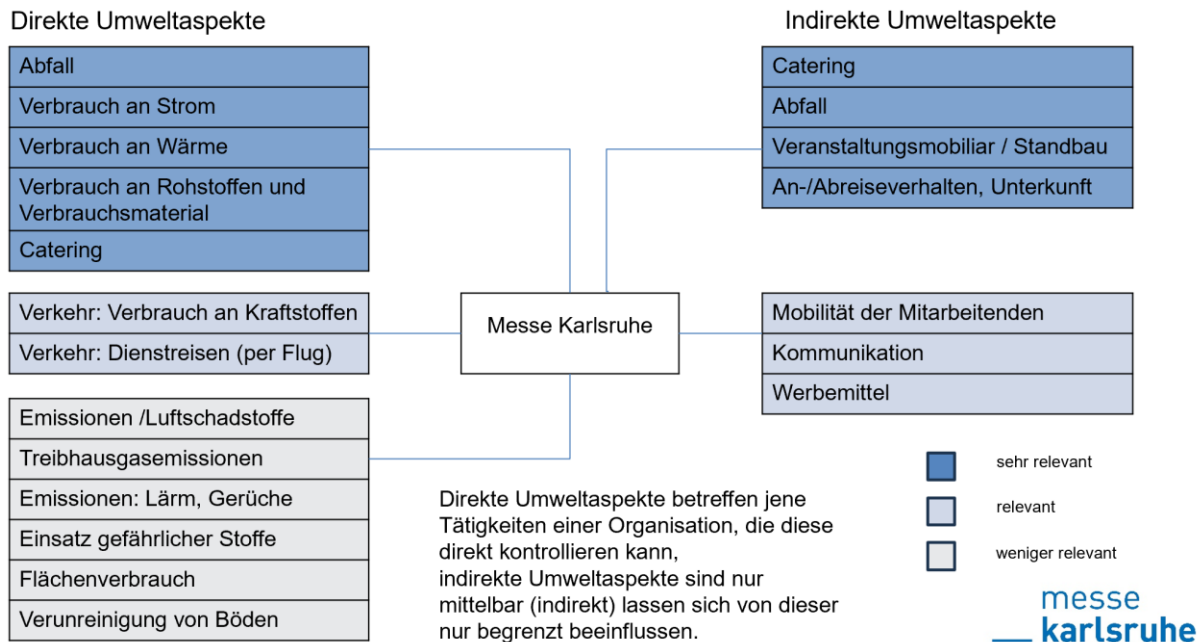 Direkte Umweltaspekte
Abfall
Verbrauch an Strom
Verbrauch an Wärme
Verbrauch an Rohstoffen und
Verbrauchsmaterial
Catering
Verkehr: Verbrauch an Kraftstoffen
Verkehr: Dienstreisen (per Flug)
Emissionen /Luftschadstoffe
Treibhausgasemissionen
Emissionen: Lärm, Gerüche
Einsatz gefährlicher Stoffe
Flächenverbrauch
Verunreinigung von Böden
Messe Karlsruhe
Indirekte Umweltaspekte
Catering
Abfall
Veranstaltungsmobiliar / Standbau
An-/Abreiseverhalten, Unterkunft
Mobilität der Mitarbeitenden
Kommunikation
Werbemittel
Direkte Umweltaspekte betreffen jene
Tätigkeiten einer Organisation, die diese
direkt kontrollieren kann,
indirekte Umweltaspekte sind nur
mittelbar (indirekt) lassen sich von dieser
nur begrenzt beeinflussen.
sehr relevant
relevant
weniger relevant
messe
karlsruhe